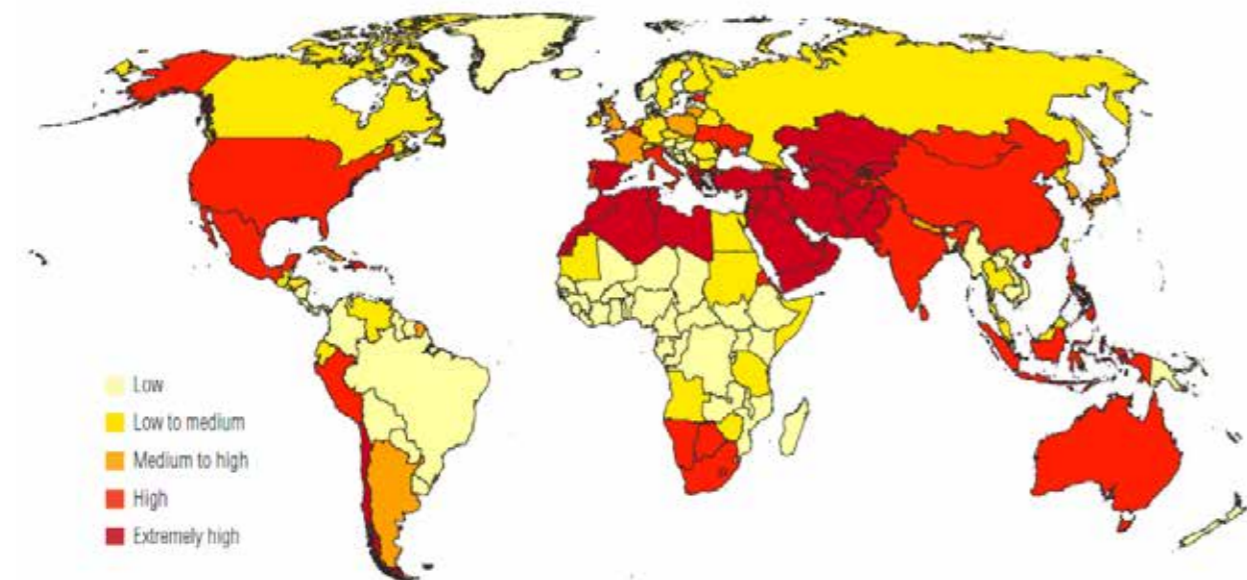 Low
Low to medium
Medium to high
High
Extremely high